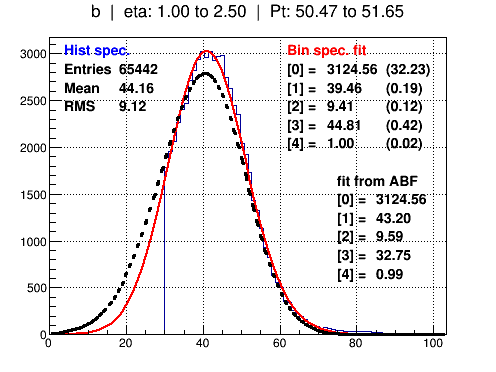 b | eta: 1.00 to 2.50 | Pt: 50.47 to 51.65
Hist spec.
Entries 65442
Mean 44.16
RMS 9.12
Bin spec. fit
[0] = 3124.56 (32.23)
[1] = 39.46 (0.19)
[2] = 9.41 (0.12)
[3] = 44.81 (0.42)
[4] = 1.00 (0.02)
fit from ABF
[0] = 3124.56
[1] = 43.20
[2] = 9.59
[3] = 32.75
[4] = 0.99
3000
2500
2000
1500
1000
500
0
0 20 40 60 80 100